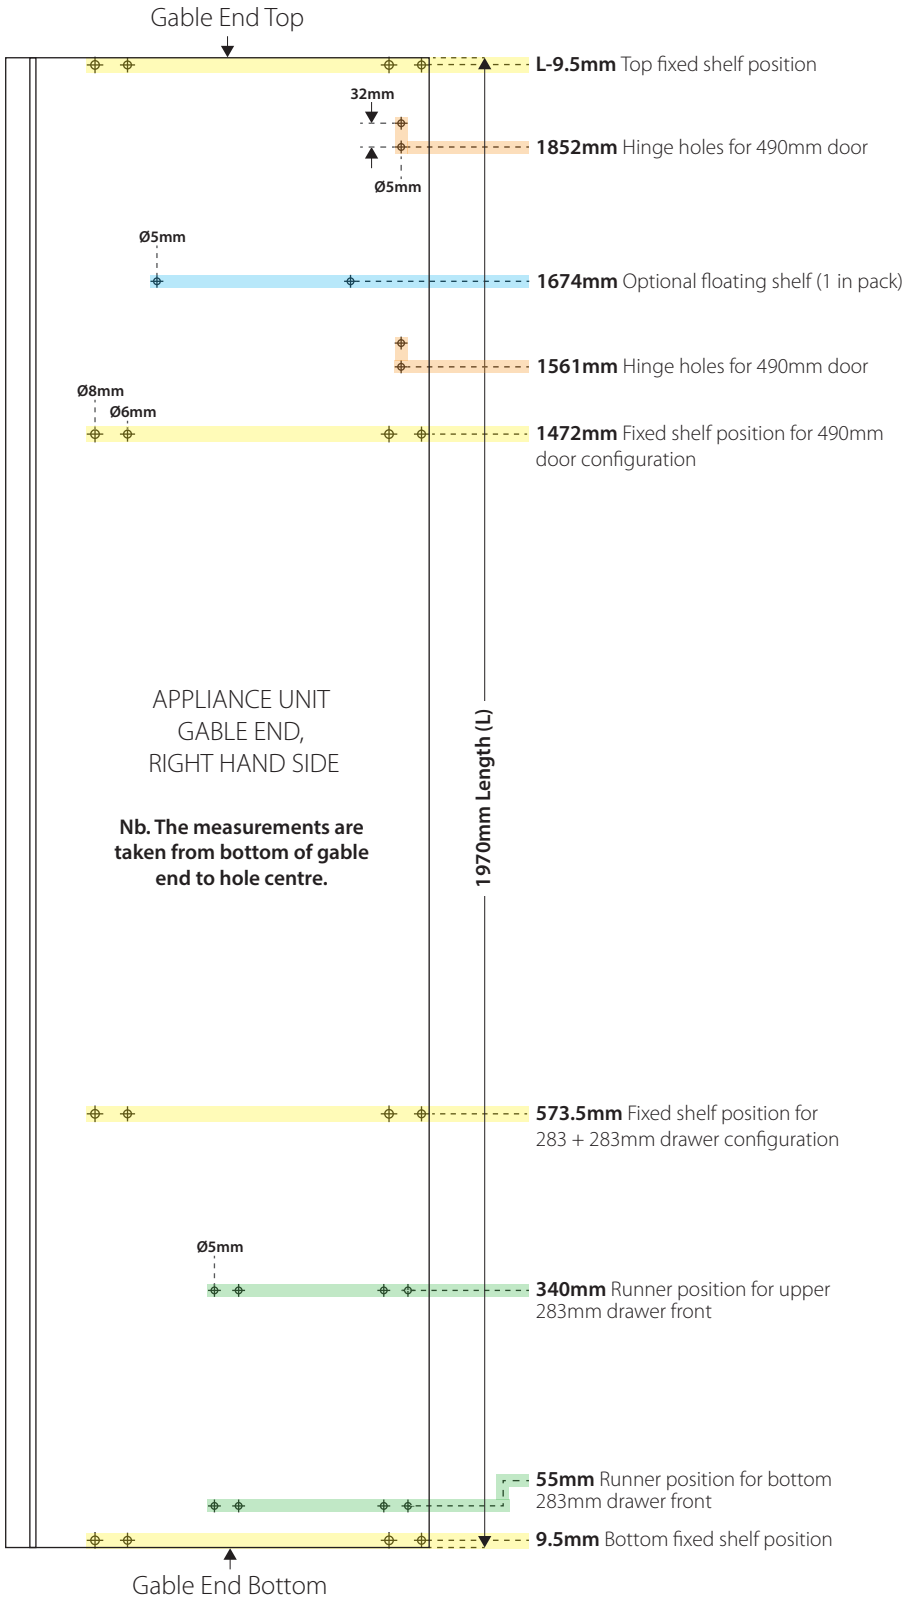 Gable End Top
L-9.5mm Top fixed shelf position
32mm
1852mm Hinge holes for 490mm door
Ø5mm
Ø5mm
1674mm Optional floating shelf (1 in pack)
1561mm Hinge holes for 490mm door
Ø8mm
Ø6mm
1472mm Fixed shelf position for 490mm
door configuration
APPLIANCE UNIT
GABLE END,
RIGHT HAND SIDE
1970mm Length (L)
Nb. The measurements are
taken from bottom of gable
end to hole centre.
573.5mm Fixed shelf position for
283 + 283mm drawer configuration
Ø5mm
340mm Runner position for upper
283mm drawer front
55mm Runner position for bottom
283mm drawer front
9.5mm Bottom fixed shelf position
Gable End Bottom